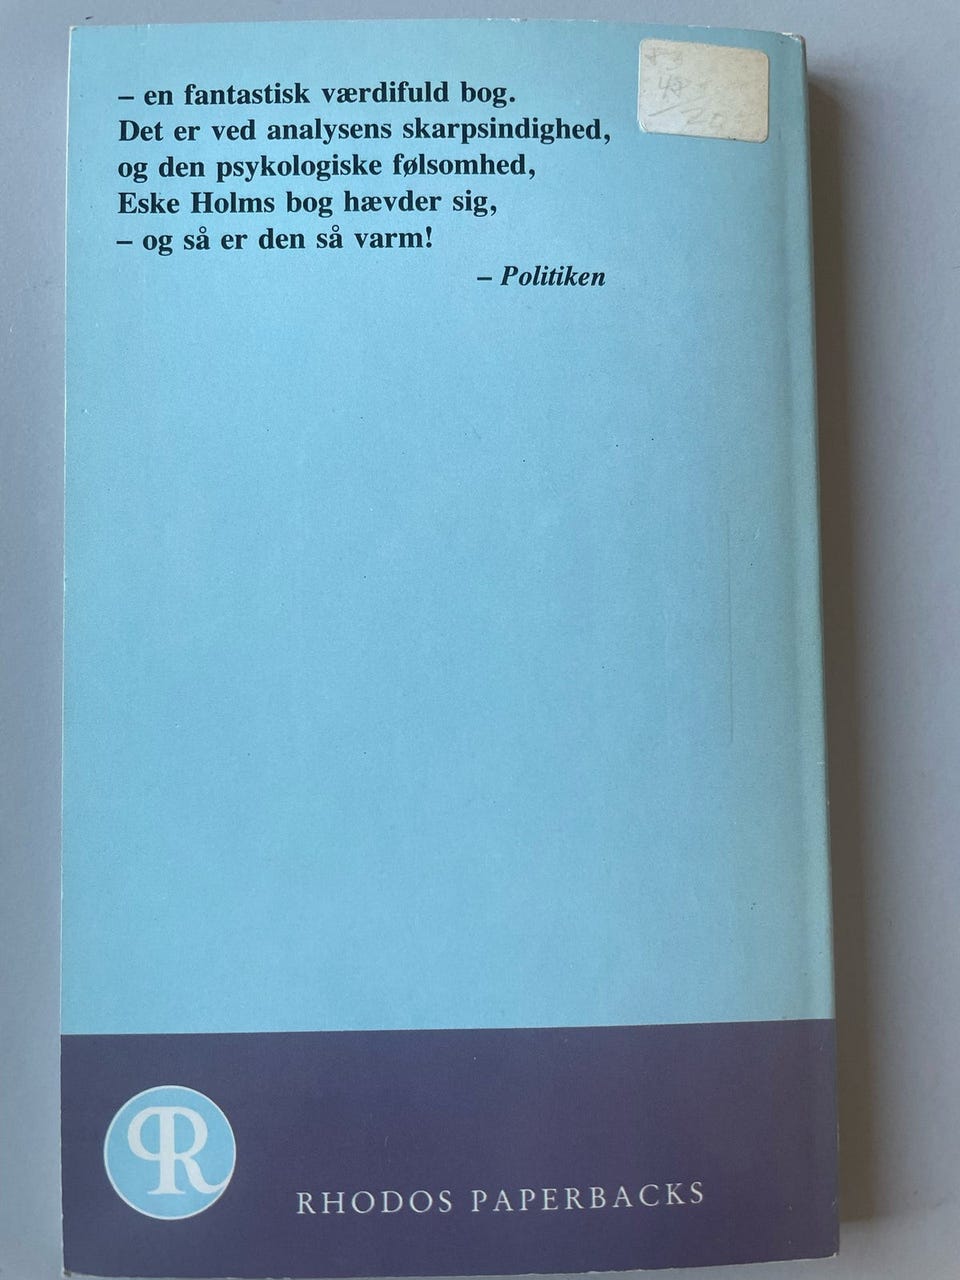 – en fantastisk værdifuld bog.
Det er ved analysens skarpsindighed,
og den psykologiske følsomhed,
Eske Holms bog hævder sig,
– og så er den så varm!
– Politiken
RHODOS PAPERBACKS